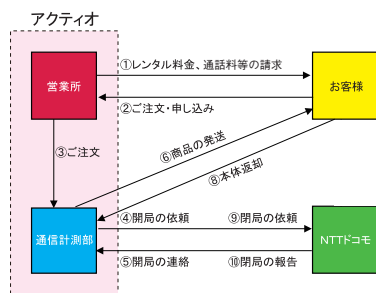 アクティオ
①レンタル料金、通話料等の請求
営業所
お客様
②ご注文・申し込み
③ご注文
⑥商品の発送
⑧本体返却
④開局の依頼
⑨閉局の依頼
通信計測部
NTTドコモ
⑤開局の連絡
⑩閉局の報告